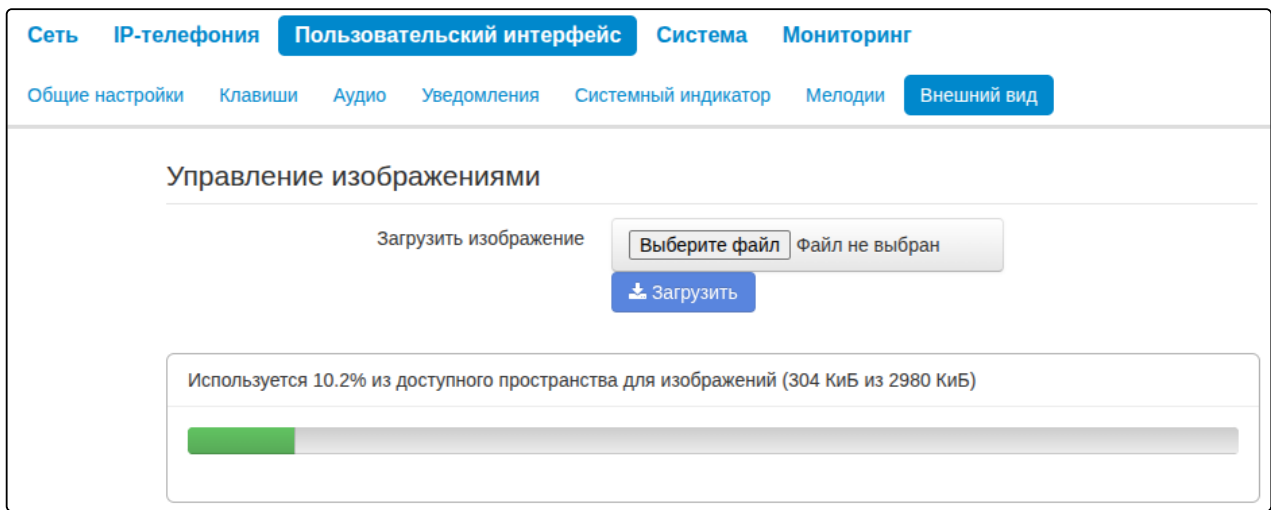 Сеть IP-телефония Пользовательский интерфейс Система Мониторинг
Общие настройки Клавиши Аудио Уведомления Системный индикатор Мелодии Внешний вид
Управление изображениями
Загрузить изображение Выберите файл Файл не выбран
Загрузить
Используется 10.2% из доступного пространства для изображений (304 КиБ из 2980 КиБ)